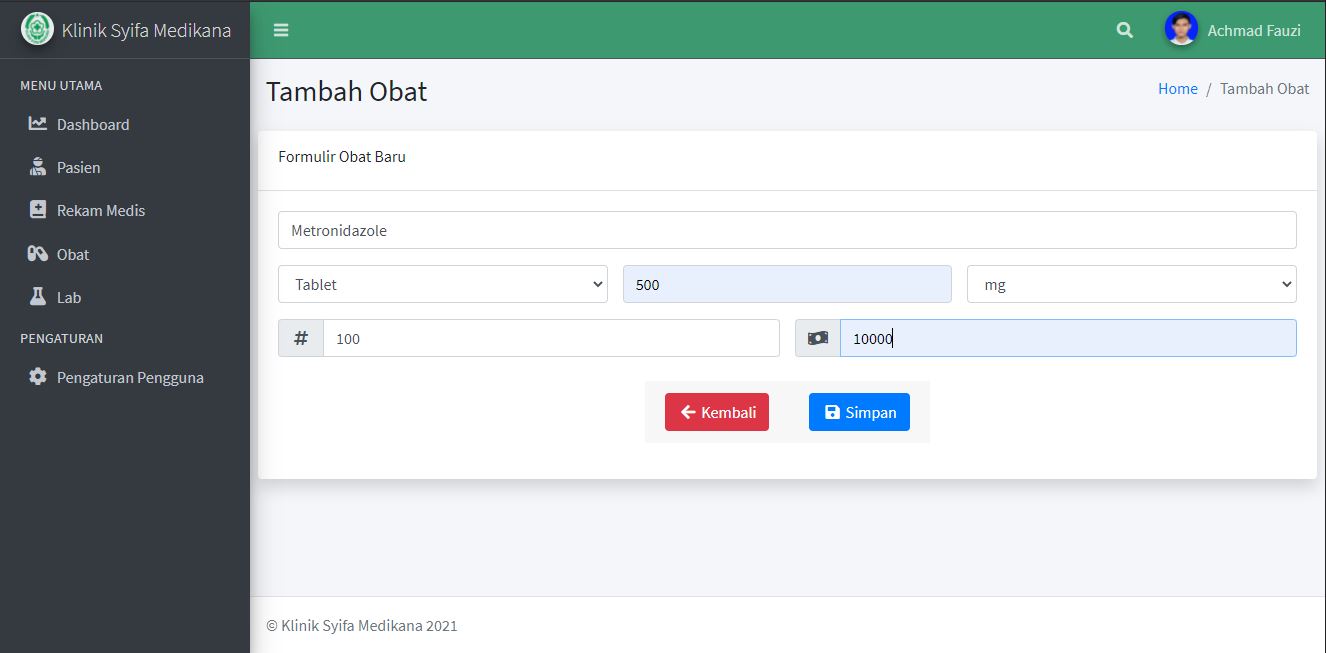 Klinik Syifa Medikana
Achmad Fauzi
MENU UTAMA
Dashboard
Pasien
Rekam Medis
Obat
Lab
PENGATURAN
Pengaturan Pengguna
Tambah Obat
Home / Tambah Obat
Formulir Obat Baru
Metronidazole
Tablet 500 mg
# 100 10000
Kembali Simpan
© Klinik Syifa Medikana 2021